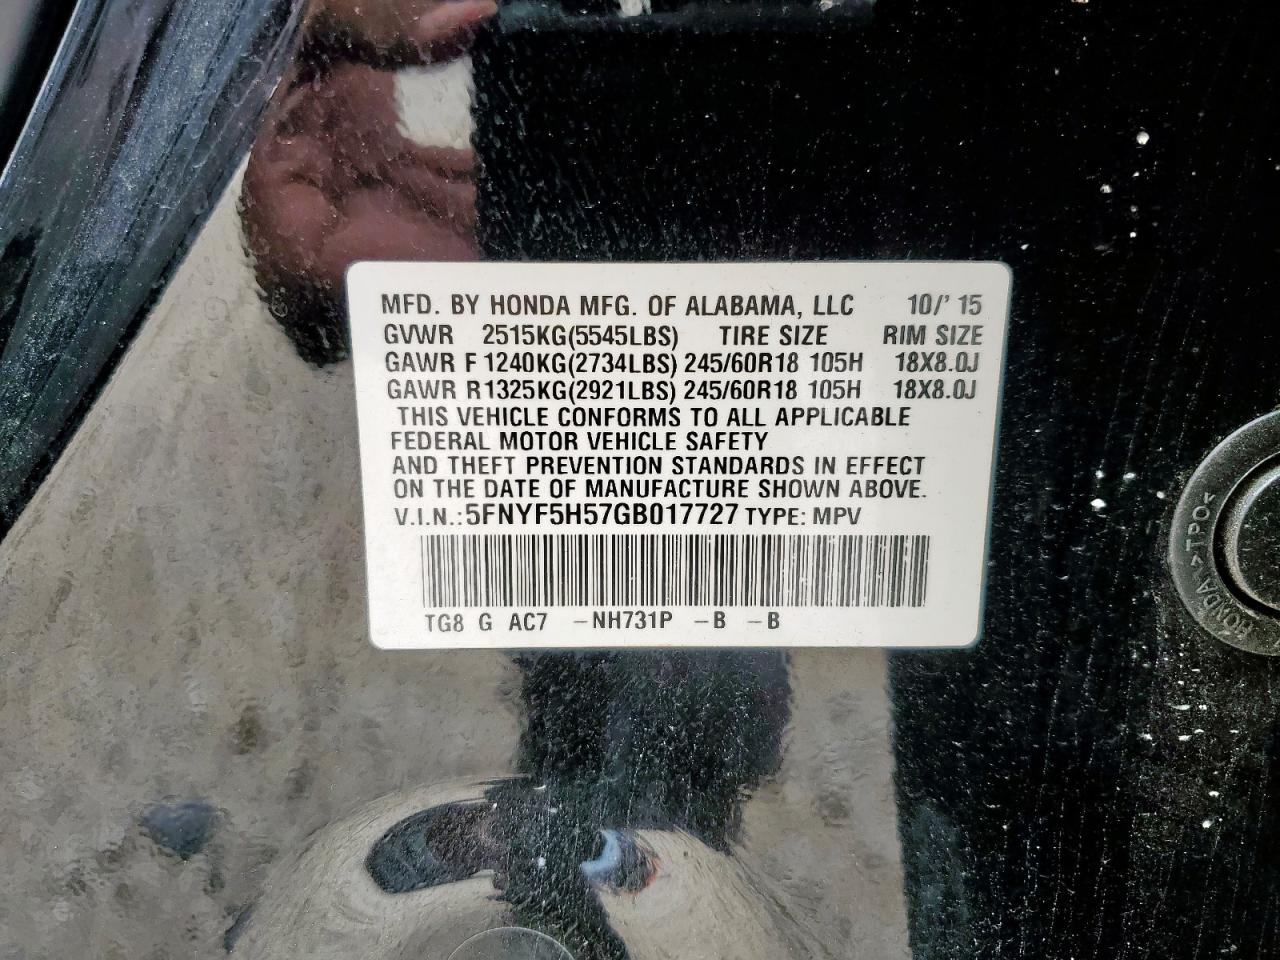 MFD. BY HONDA MFG. OF ALABAMA, LLC 10/' 15
GVWR 2515KG(5545LBS) TIRE SIZE RIM SIZE
GAWR F 1240KG(2734LBS) 245/60R18 105H 18X8.0J
GAWR R1325KG(2921LBS) 245/60R18 105H 18X8.0J
THIS VEHICLE CONFORMS TO ALL APPLICABLE
FEDERAL MOTOR VEHICLE SAFETY
AND THEFT PREVENTION STANDARDS IN EFFECT
ON THE DATE OF MANUFACTURE SHOWN ABOVE.
V.I.N.: 5FNYF5H57GB017727 TYPE: MPV
TG8 G AC7 -NH731P -B -B
HONDA >TPO<